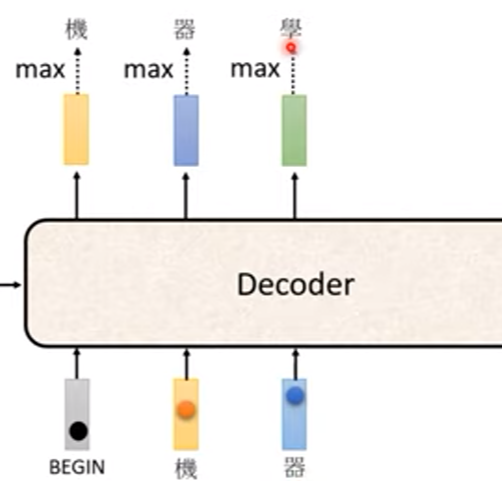 機 器 學
max max max
Decoder
BEGIN 機 器